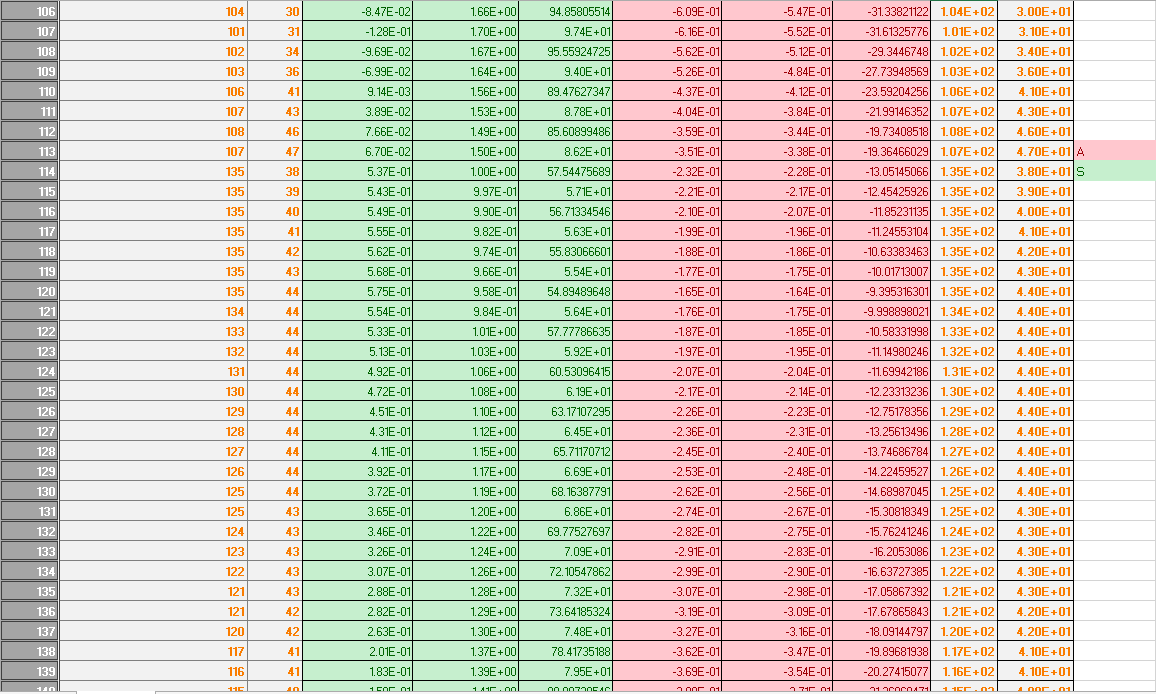 106 104 30 -8.47E-02 1.66E+00 94.85805514 -6.09E-01 -5.47E-01 -31.33821122 1.04E+02 3.00E+01
107 101 31 -1.28E-01 1.70E+00 9.74E+01 -6.16E-01 -5.52E-01 -31.61325776 1.01E+02 3.10E+01
108 102 34 -9.69E-02 1.67E+00 95.55924725 -5.62E-01 -5.12E-01 -29.3446748 1.02E+02 3.40E+01
109 103 36 -6.99E-02 1.64E+00 9.40E+01 -5.26E-01 -4.84E-01 -27.73948569 1.03E+02 3.60E+01
110 106 41 9.14E-03 1.56E+00 89.47627347 -4.37E-01 -4.12E-01 -23.59204256 1.06E+02 4.10E+01
111 107 43 3.89E-02 1.53E+00 8.78E+01 -4.04E-01 -3.84E-01 -21.99146352 1.07E+02 4.30E+01
112 108 46 7.66E-02 1.49E+00 85.60899486 -3.59E-01 -3.44E-01 -19.73408518 1.08E+02 4.60E+01
113 107 47 6.70E-02 1.50E+00 8.62E+01 -3.51E-01 -3.38E-01 -19.36466029 1.07E+02 4.70E+01 A
114 135 38 5.37E-01 1.00E+00 57.54475689 -2.32E-01 -2.28E-01 -13.05145066 1.35E+02 3.80E+01 S
115 135 39 5.43E-01 9.97E-01 5.71E+01 -2.21E-01 -2.17E-01 -12.45425926 1.35E+02 3.90E+01
116 135 40 5.49E-01 9.90E-01 56.71334546 -2.10E-01 -2.07E-01 -11.85231135 1.35E+02 4.00E+01
117 135 41 5.55E-01 9.82E-01 5.63E+01 -1.99E-01 -1.96E-01 -11.24553104 1.35E+02 4.10E+01
118 135 42 5.62E-01 9.74E-01 55.83066601 -1.88E-01 -1.86E-01 -10.63383463 1.35E+02 4.20E+01
119 135 43 5.68E-01 9.66E-01 5.54E+01 -1.77E-01 -1.75E-01 -10.01713007 1.35E+02 4.30E+01
120 135 44 5.75E-01 9.58E-01 54.89489648 -1.65E-01 -1.64E-01 -9.395316301 1.35E+02 4.40E+01
121 134 44 5.54E-01 9.84E-01 5.64E+01 -1.76E-01 -1.75E-01 -9.998898021 1.34E+02 4.40E+01
122 133 44 5.33E-01 1.01E+00 57.77786635 -1.87E-01 -1.85E-01 -10.58331998 1.33E+02 4.40E+01
123 132 44 5.13E-01 1.03E+00 5.92E+01 -1.97E-01 -1.95E-01 -11.14980246 1.32E+02 4.40E+01
124 131 44 4.92E-01 1.06E+00 60.53096415 -2.07E-01 -2.04E-01 -11.69942186 1.31E+02 4.40E+01
125 130 44 4.72E-01 1.08E+00 6.19E+01 -2.17E-01 -2.14E-01 -12.23313236 1.30E+02 4.40E+01
126 129 44 4.51E-01 1.10E+00 63.17107295 -2.26E-01 -2.23E-01 -12.75178356 1.29E+02 4.40E+01
127 128 44 4.31E-01 1.12E+00 6.45E+01 -2.36E-01 -2.31E-01 -13.25613496 1.28E+02 4.40E+01
128 127 44 4.11E-01 1.15E+00 65.71170712 -2.45E-01 -2.40E-01 -13.74686784 1.27E+02 4.40E+01
129 126 44 3.92E-01 1.17E+00 6.69E+01 -2.53E-01 -2.48E-01 -14.22459527 1.26E+02 4.40E+01
130 125 44 3.72E-01 1.19E+00 68.16387791 -2.62E-01 -2.56E-01 -14.68987045 1.25E+02 4.40E+01
131 125 43 3.65E-01 1.20E+00 6.86E+01 -2.74E-01 -2.67E-01 -15.30818349 1.25E+02 4.30E+01
132 124 43 3.46E-01 1.22E+00 69.77527697 -2.82E-01 -2.75E-01 -15.76241246 1.24E+02 4.30E+01
133 123 43 3.26E-01 1.24E+00 7.09E+01 -2.91E-01 -2.83E-01 -16.2053086 1.23E+02 4.30E+01
134 122 43 3.07E-01 1.26E+00 72.10547862 -2.99E-01 -2.90E-01 -16.63727385 1.22E+02 4.30E+01
135 121 43 2.88E-01 1.28E+00 7.32E+01 -3.07E-01 -2.98E-01 -17.05867392 1.21E+02 4.30E+01
136 121 42 2.82E-01 1.29E+00 73.64185324 -3.19E-01 -3.09E-01 -17.67865843 1.21E+02 4.20E+01
137 120 42 2.63E-01 1.30E+00 7.48E+01 -3.27E-01 -3.16E-01 -18.09144797 1.20E+02 4.20E+01
138 117 41 2.01E-01 1.37E+00 78.41735188 -3.62E-01 -3.47E-01 -19.89681938 1.17E+02 4.10E+01
139 116 41 1.83E-01 1.39E+00 7.95E+01 -3.69E-01 -3.54E-01 -20.27415077 1.16E+02 4.10E+01